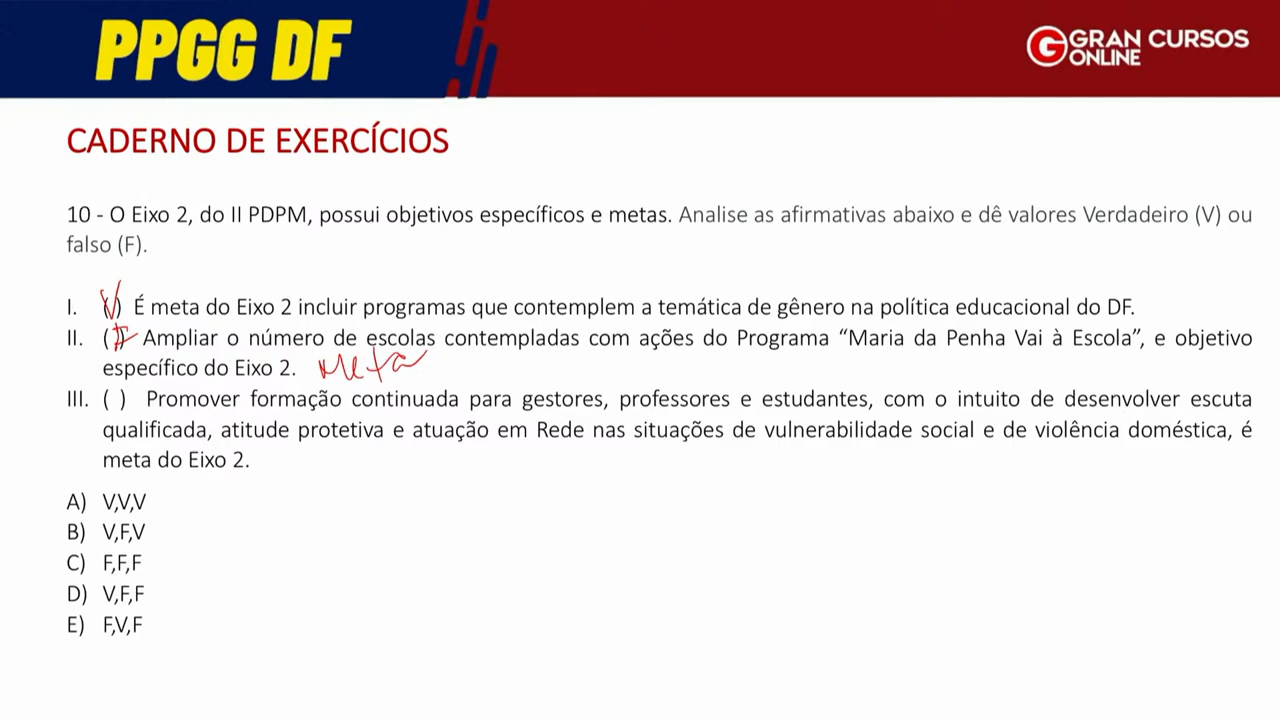 PPGG DF
GRAN CURSOS
ONLINE
CADERNO DE EXERCÍCIOS
10 - O Eixo 2, do II PDPM, possui objetivos específicos e metas. Analise as afirmativas abaixo e dê valores Verdadeiro (V) ou
falso (F).
I. (V) É meta do Eixo 2 incluir programas que contemplem a temática de gênero na política educacional do DF.
II. (F) Ampliar o número de escolas contempladas com ações do Programa “Maria da Penha Vai à Escola”, e objetivo
específico do Eixo 2. Meta
III. ( ) Promover formação continuada para gestores, professores e estudantes, com o intuito de desenvolver escuta
qualificada, atitude protetiva e atuação em Rede nas situações de vulnerabilidade social e de violência doméstica, é
meta do Eixo 2.
A) V,V,V
B) V,F,V
C) F,F,F
D) V,F,F
E) F,V,F